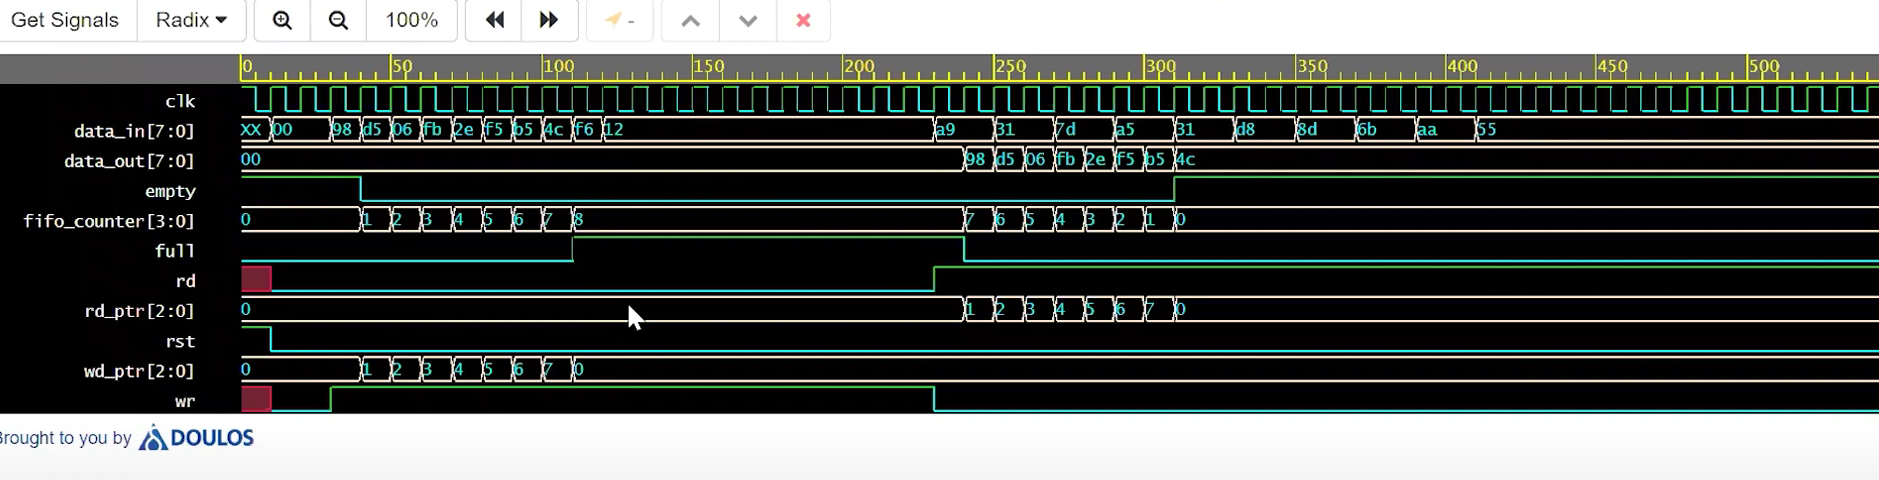 Get Signals Radix 100% -
0 50 100 150 200 250 300 350 400 450 500
clk
data_in[7:0] XX 00 98 d5 06 fb 2e f5 b5 4c f6 12 a9 31 7d a5 31 d8 8d 6b aa 55
data_out[7:0] 00 98 d5 06 fb 2e f5 b5 4c
empty
fifo_counter[3:0] 0 1 2 3 4 5 6 7 8 7 6 5 4 3 2 1 0
full
rd
rd_ptr[2:0] 0 1 2 3 4 5 6 7 0
rst
wd_ptr[2:0] 0 1 2 3 4 5 6 7 0
wr
Brought to you by DOULOS